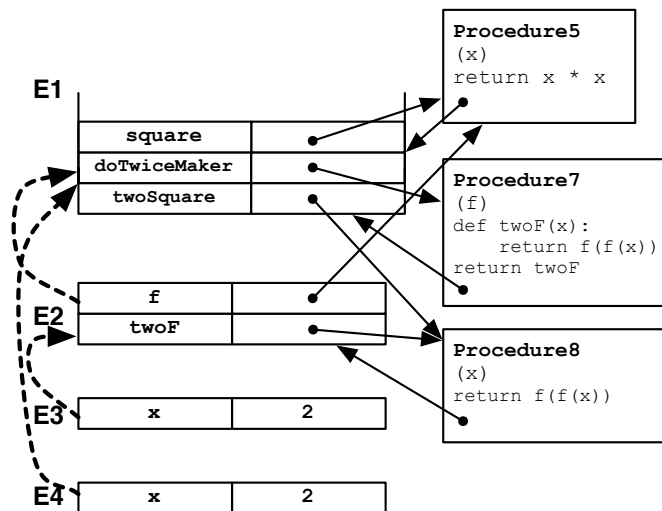 E1
square
doTwiceMaker
twoSquare
Procedure5
(x)
return x * x
Procedure7
(f)
def twoF(x):
    return f(f(x))
return twoF
E2
f
twoF
Procedure8
(x)
return f(f(x))
E3
x 2
E4
x 2